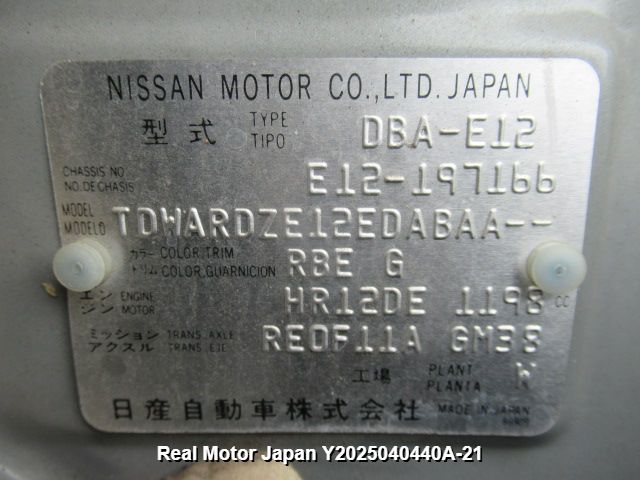 NISSAN MOTOR CO.,LTD. JAPAN
型式 TYPE TIPO DBA-E12
CHASSIS NO NO.DE CHASIS E12-197166
MODEL MODELO TDWARDZE12EDABAA--
カラー COLOR,TRIM トリム COLOR,GUARNICION RBE G
エンジン ENGINE MOTOR HR12DE 1198 CC
ミッション TRANS. AXLE アクスル TRANS.EJE RE0F11A GM38
工場 PLANT PLANTA W
日産自動車株式会社 MADE IN JAPAN
Real Motor Japan Y2025040440A-21